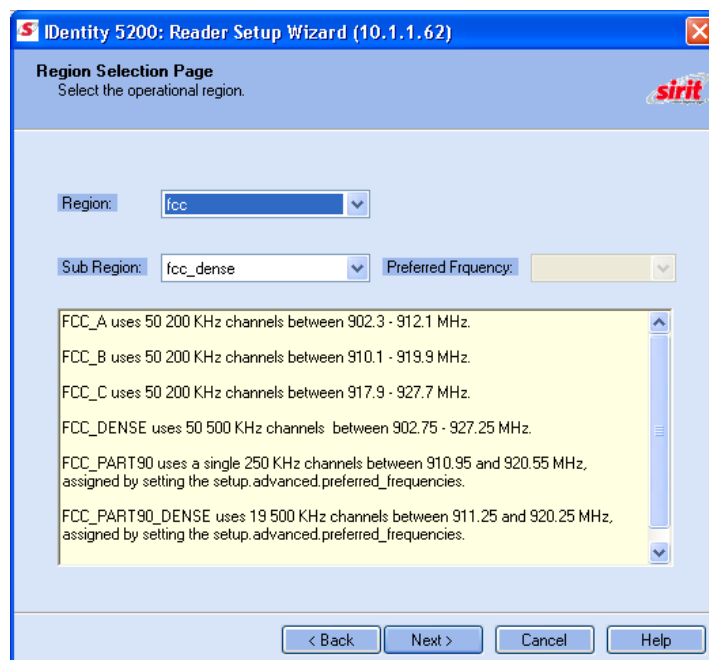 IDentity 5200: Reader Setup Wizard (10.1.1.62)
Region Selection Page
Select the operational region.
sirit
Region:
fcc
Sub Region:
fcc_dense
Preferred Frquency:
FCC_A uses 50 200 KHz channels between 902.3 - 912.1 MHz.
FCC_B uses 50 200 KHz channels between 910.1 - 919.9 MHz.
FCC_C uses 50 200 KHz channels between 917.9 - 927.7 MHz.
FCC_DENSE uses 50 500 KHz channels  between 902.75 - 927.25 MHz.
FCC_PART90 uses a single 250 KHz channels between 910.95 and 920.55 MHz,
assigned by setting the setup.advanced.preferred_frequencies.
FCC_PART90_DENSE uses 19 500 KHz channels between 911.25 and 920.25 MHz,
assigned by setting the setup.advanced.preferred_frequencies.
< Back
Next >
Cancel
Help